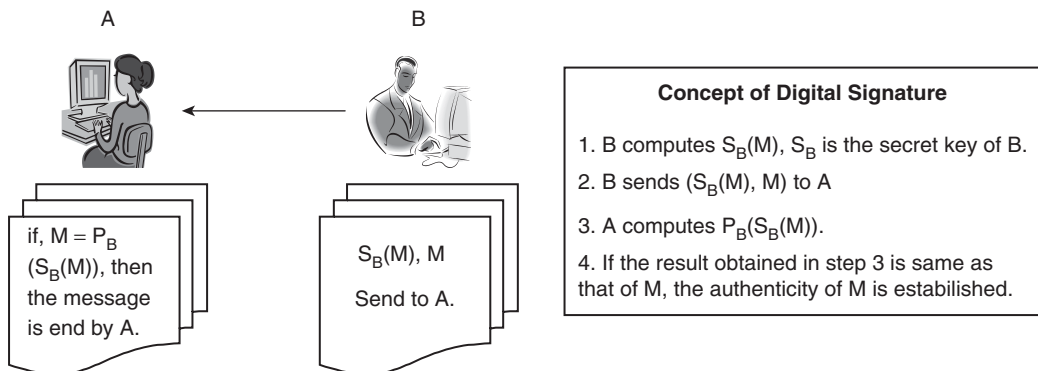 A
B
if, M = P_B
(S_B(M)), then
the message
is end by A.
S_B(M), M
Send to A.
Concept of Digital Signature
1. B computes S_B(M), S_B is the secret key of B.
2. B sends (S_B(M), M) to A
3. A computes P_B(S_B(M)).
4. If the result obtained in step 3 is same as
that of M, the authenticity of M is estabilished.